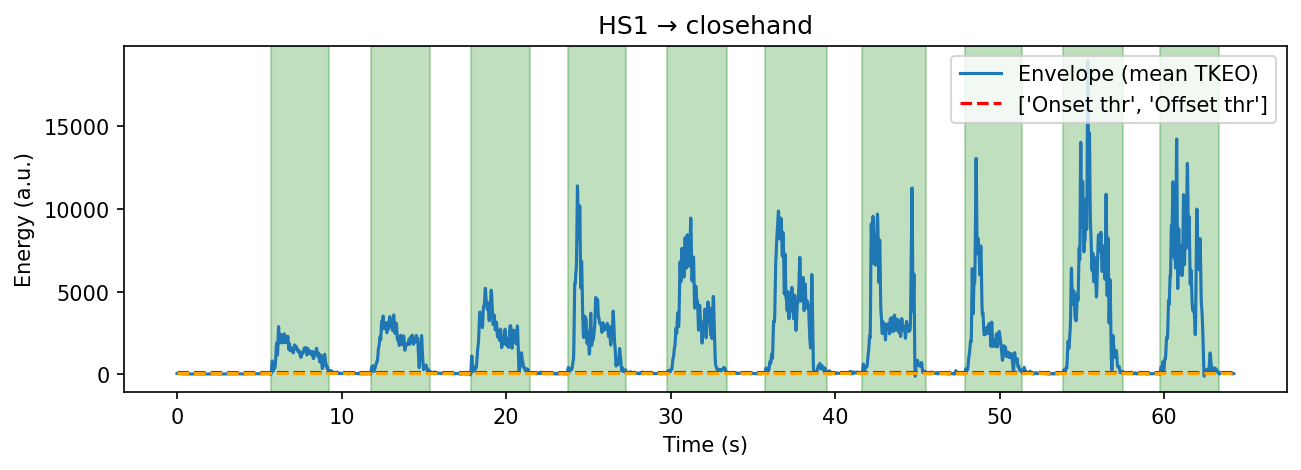 HS1 → closehand
Envelope (mean TKEO)
['Onset thr', 'Offset thr']
Energy (a.u.)
15000
10000
5000
0
0 10 20 30 40 50 60
Time (s)